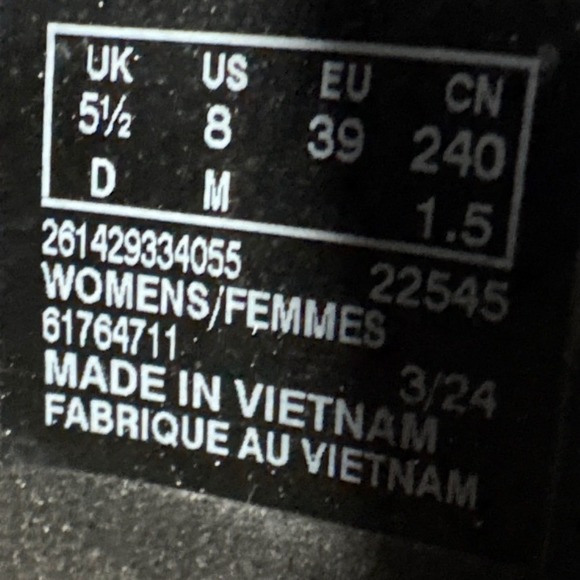 UK US EU CN
5½ 8 39 240
D M 1.5
261429334055 22545
WOMENS/FEMMES
61764711 3/24
MADE IN VIETNAM
FABRIQUE AU VIETNAM